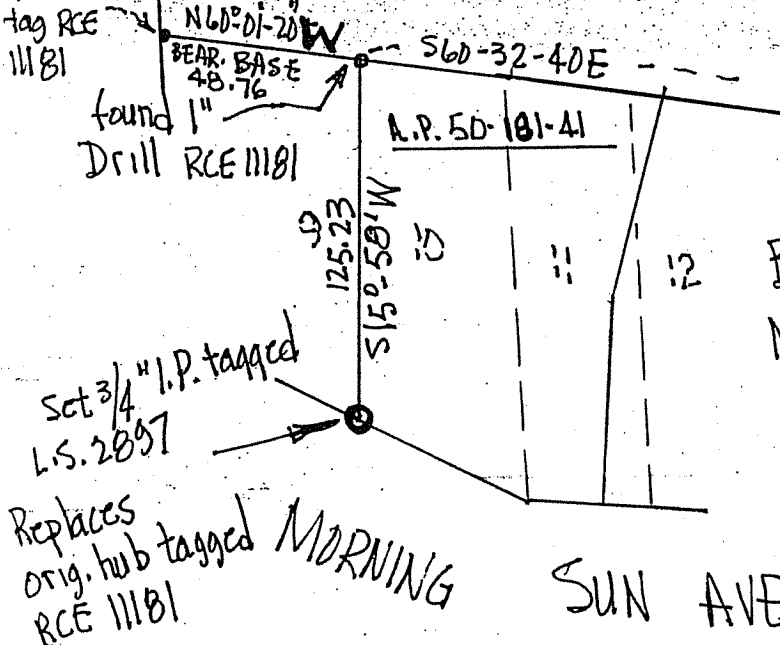 tag RCE
11181
N60°-01'-20" W
BEAR. BASE
48.76
S60-32-40E
found 1"
Drill RCE 11181
A.P. 50-181-41
125.23
S15°-58'W
10
11
12
Set 3/4" I.P. tagged
L.S. 2897
Replaces
orig. hub tagged
RCE 11181
MORNING
SUN AVE